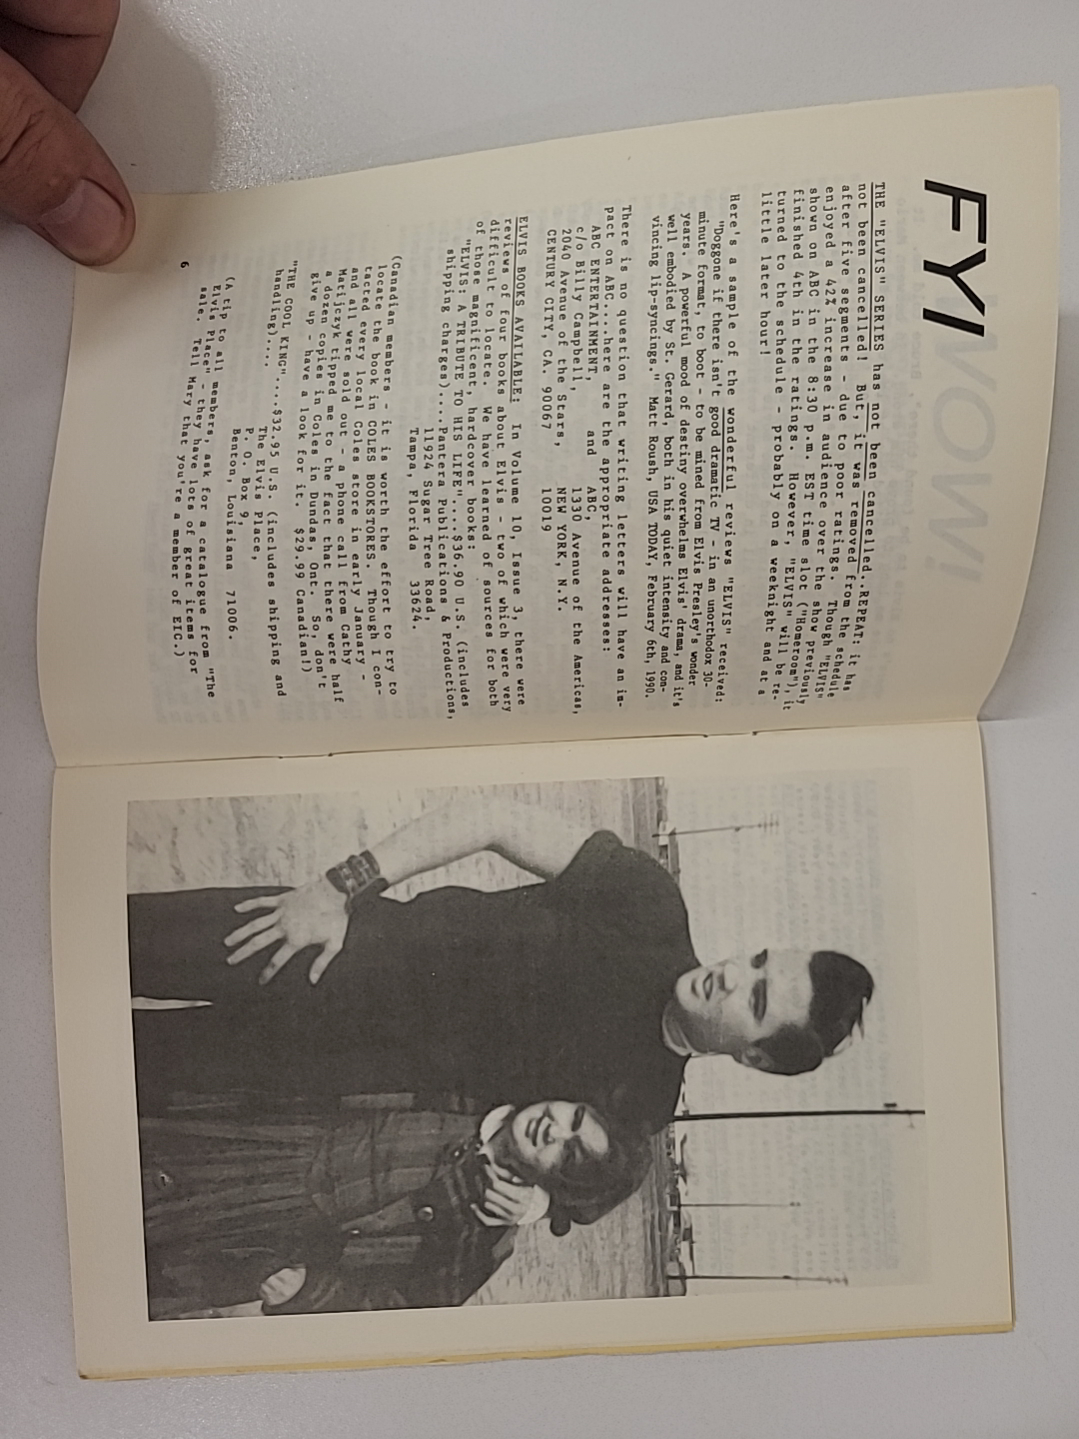 FYI
THE "ELVIS" SERIES has not been cancelled..REPEAT: it has
not been cancelled! But, it was removed from the schedule
after five segments - due to poor ratings. Though "ELVIS"
enjoyed a 42% increase in audience over the show previously
shown on ABC in the 8:30 p.m. EST time slot ("Homeroom"), it
finished 4th in the ratings. However, "ELVIS" will be re-
turned to the schedule - probably on a weeknight and at a
little later hour!
Here's a sample of the wonderful reviews "ELVIS" received:
"Doggone if there isn't good dramatic TV - in an unorthodox 30-
minute format, to boot - to be mined from Elvis Presley's wonder
years. A powerful mood of destiny overwhelms Elvis' drama, and it's
well embodied by St. Gerard, both in his quiet intensity and con-
vincing lip-syncings." Matt Roush, USA TODAY, February 6th, 1990.
There is no question that writing letters will have an im-
pact on ABC.....here are the appropriate addresses:
ABC ENTERTAINMENT, and ABC,
c/o Billy Campbell, 1330 Avenue of the Americas,
2040 Avenue of the Stars, NEW YORK, N.Y.
CENTURY CITY, CA. 90067 10019
ELVIS BOOKS AVAILABLE: In Volume 10, Issue 3, there were
reviews of four books about Elvis - two of which were very
difficult to locate. We have learned of sources for both
of those magnificent, hardcover books:
"ELVIS: A TRIBUTE TO HIS LIFE"....$36.90 U.S. (includes
shipping charges)....Pantera Publications & Productions,
11924 Sugar Tree Road,
Tampa, Florida 33624.
(Canadian members - it is worth the effort to try to
locate the book in COLES BOOKSTORES. Though I con-
tacted every local Coles store in early January -
and all were sold out - a phone call from Cathy
Matijczyk tipped me to the fact that there were half
a dozen copies in Coles in Dundas, Ont. So, don't
give up - have a look for it. $29.99 Canadian!)
"THE COOL KING"....$32.95 U.S. (includes shipping and
handling)....
The Elvis Place,
P. O. Box 9,
Benton, Louisiana 71006.
(A tip to all members, ask for a catalogue from "The
Elvis Place" - they have lots of great items for
sale. Tell Mary that you're a member of EIC.)
6